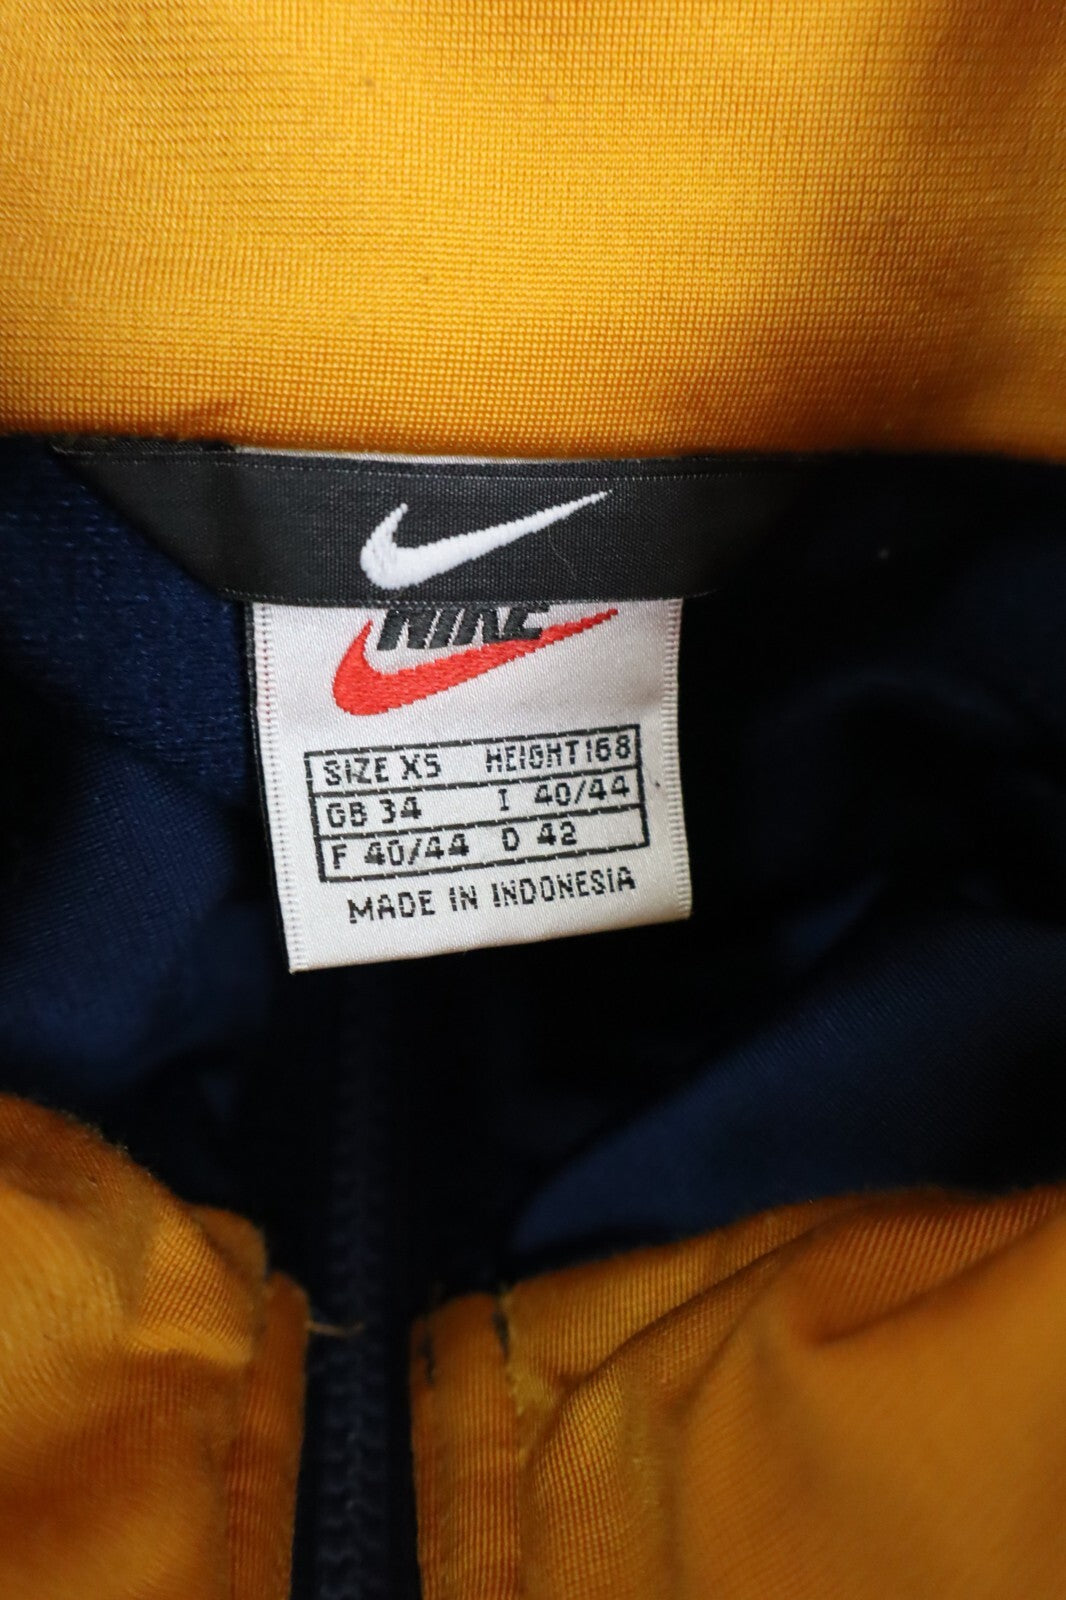 NIKE
SIZE XS HEIGHT 168
GB 34 I 40/44
F 40/44 D 42
MADE IN INDONESIA